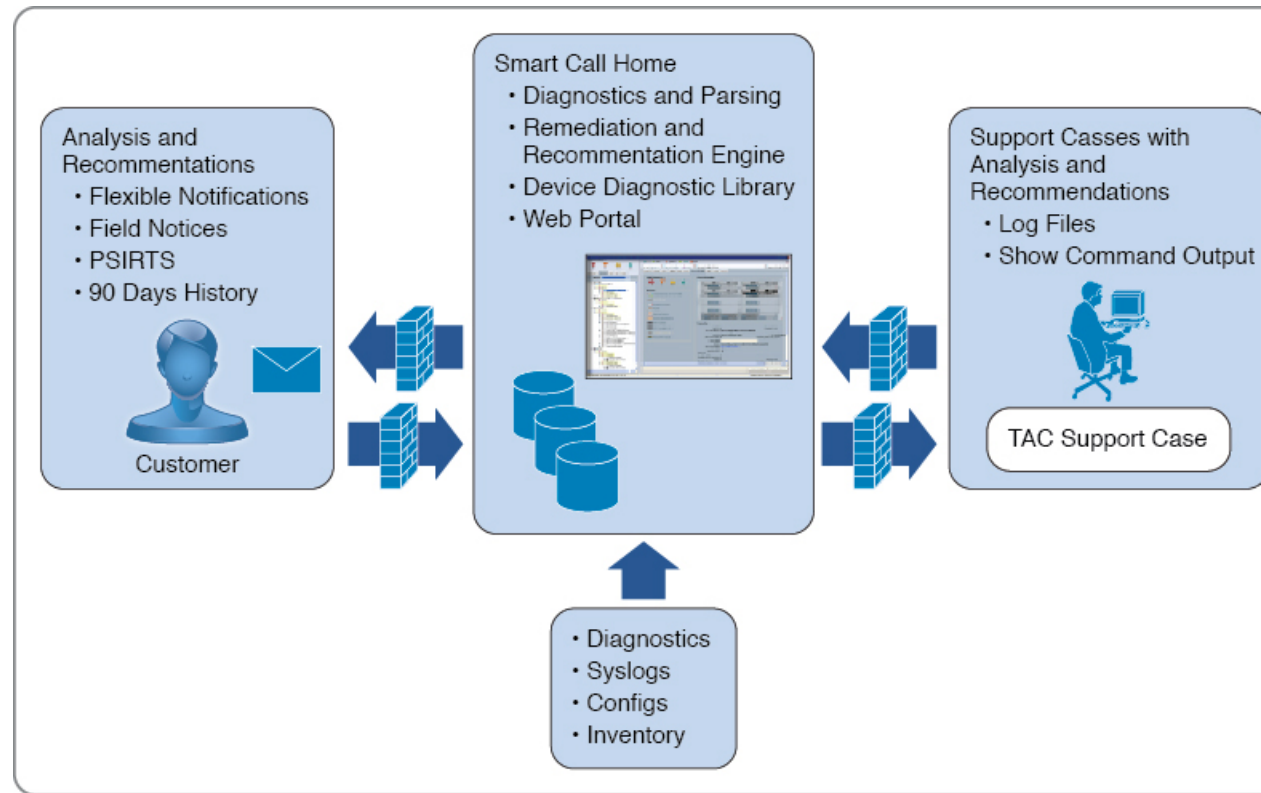 Analysis and
Recommentations
• Flexible Notifications
• Field Notices
• PSIRTS
• 90 Days History
Customer
Smart Call Home
• Diagnostics and Parsing
• Remediation and
Recommentation Engine
• Device Diagnostic Library
• Web Portal
Support Casses with
Analysis and
Recommendations
• Log Files
• Show Command Output
TAC Support Case
• Diagnostics
• Syslogs
• Configs
• Inventory